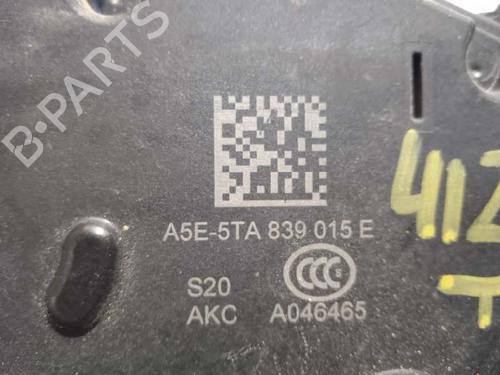 B-PARTS
A5E-5TA 839 015 E
S20
CCC
AKC A046465
412
T